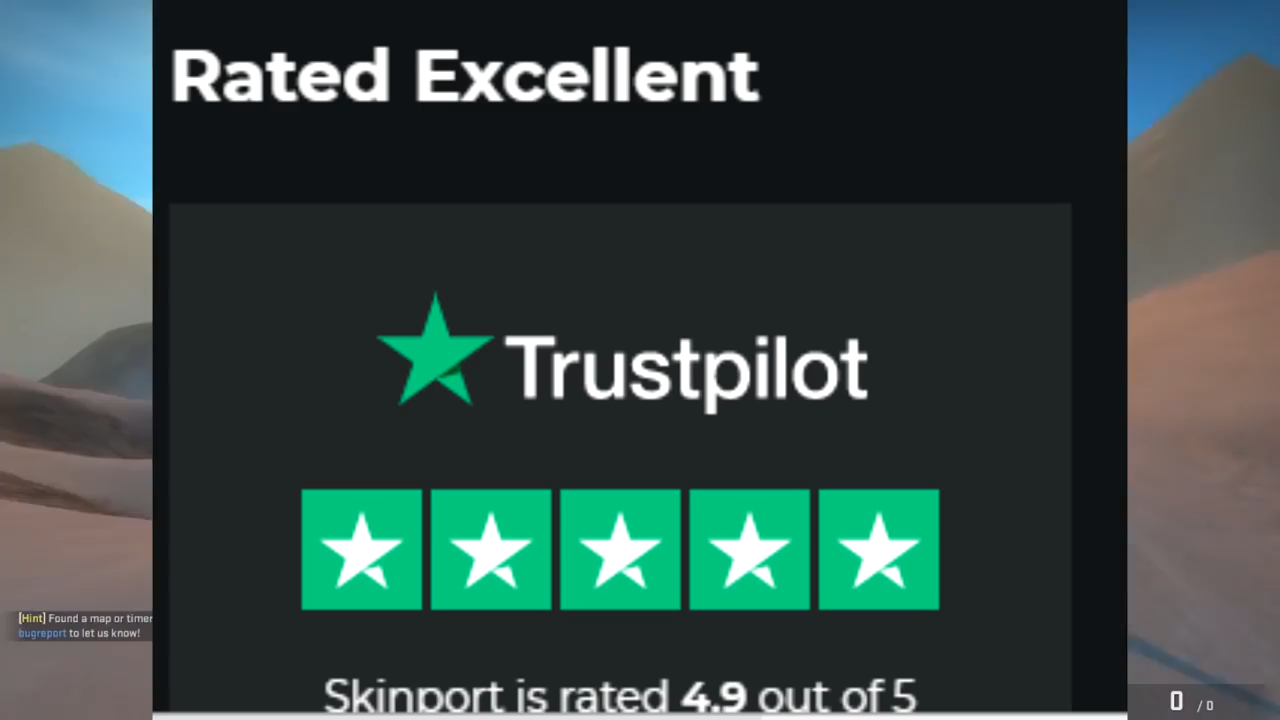 Rated Excellent
Trustpilot
Skinport is rated 4.9 out of 5
[Hint] Found a map or timer
bugreport to let us know!
0 / 0